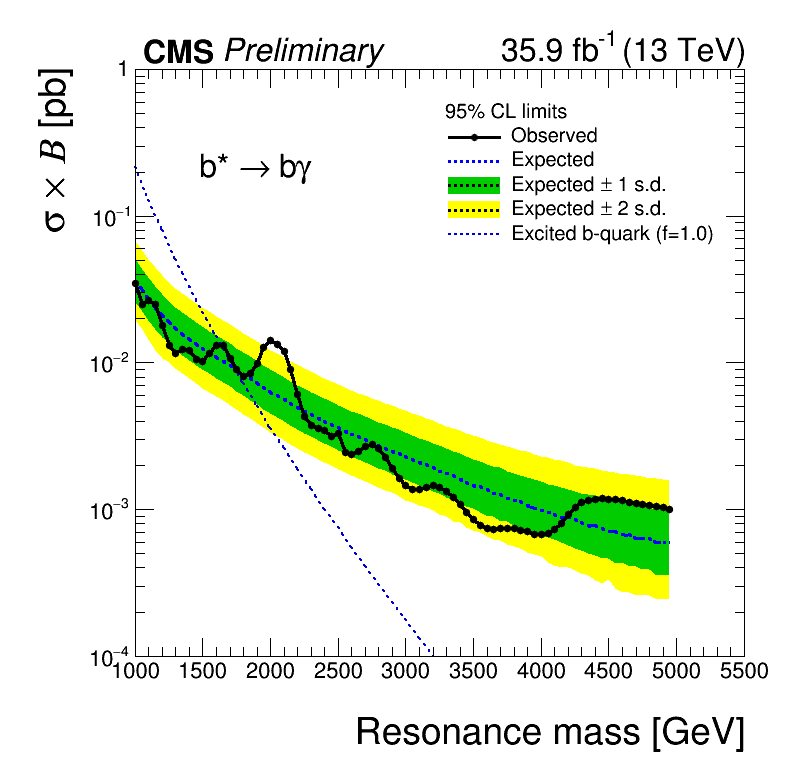 CMS Preliminary 35.9 fb⁻¹ (13 TeV)
σ × B [pb]
1
10⁻¹
10⁻²
10⁻³
10⁻⁴
b* → bγ
95% CL limits
Observed
Expected
Expected ± 1 s.d.
Expected ± 2 s.d.
Excited b-quark (f=1.0)
1000 1500 2000 2500 3000 3500 4000 4500 5000 5500
Resonance mass [GeV]